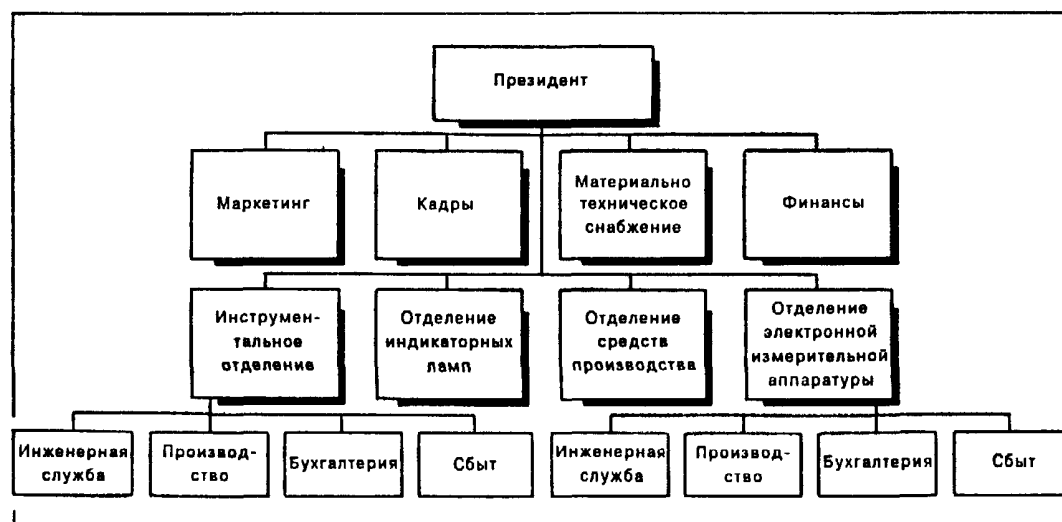 Президент
Маркетинг
Кадры
Материально
техническое
снабжение
Финансы
Инструмен-
тальное
отделение
Отделение
индикаторных
ламп
Отделение
средств
производства
Отделение
электронной
измерительной
аппаратуры
Инженерная
служба
Производ-
ство
Бухгалтерия
Сбыт
Инженерная
служба
Производ-
ство
Бухгалтерия
Сбыт